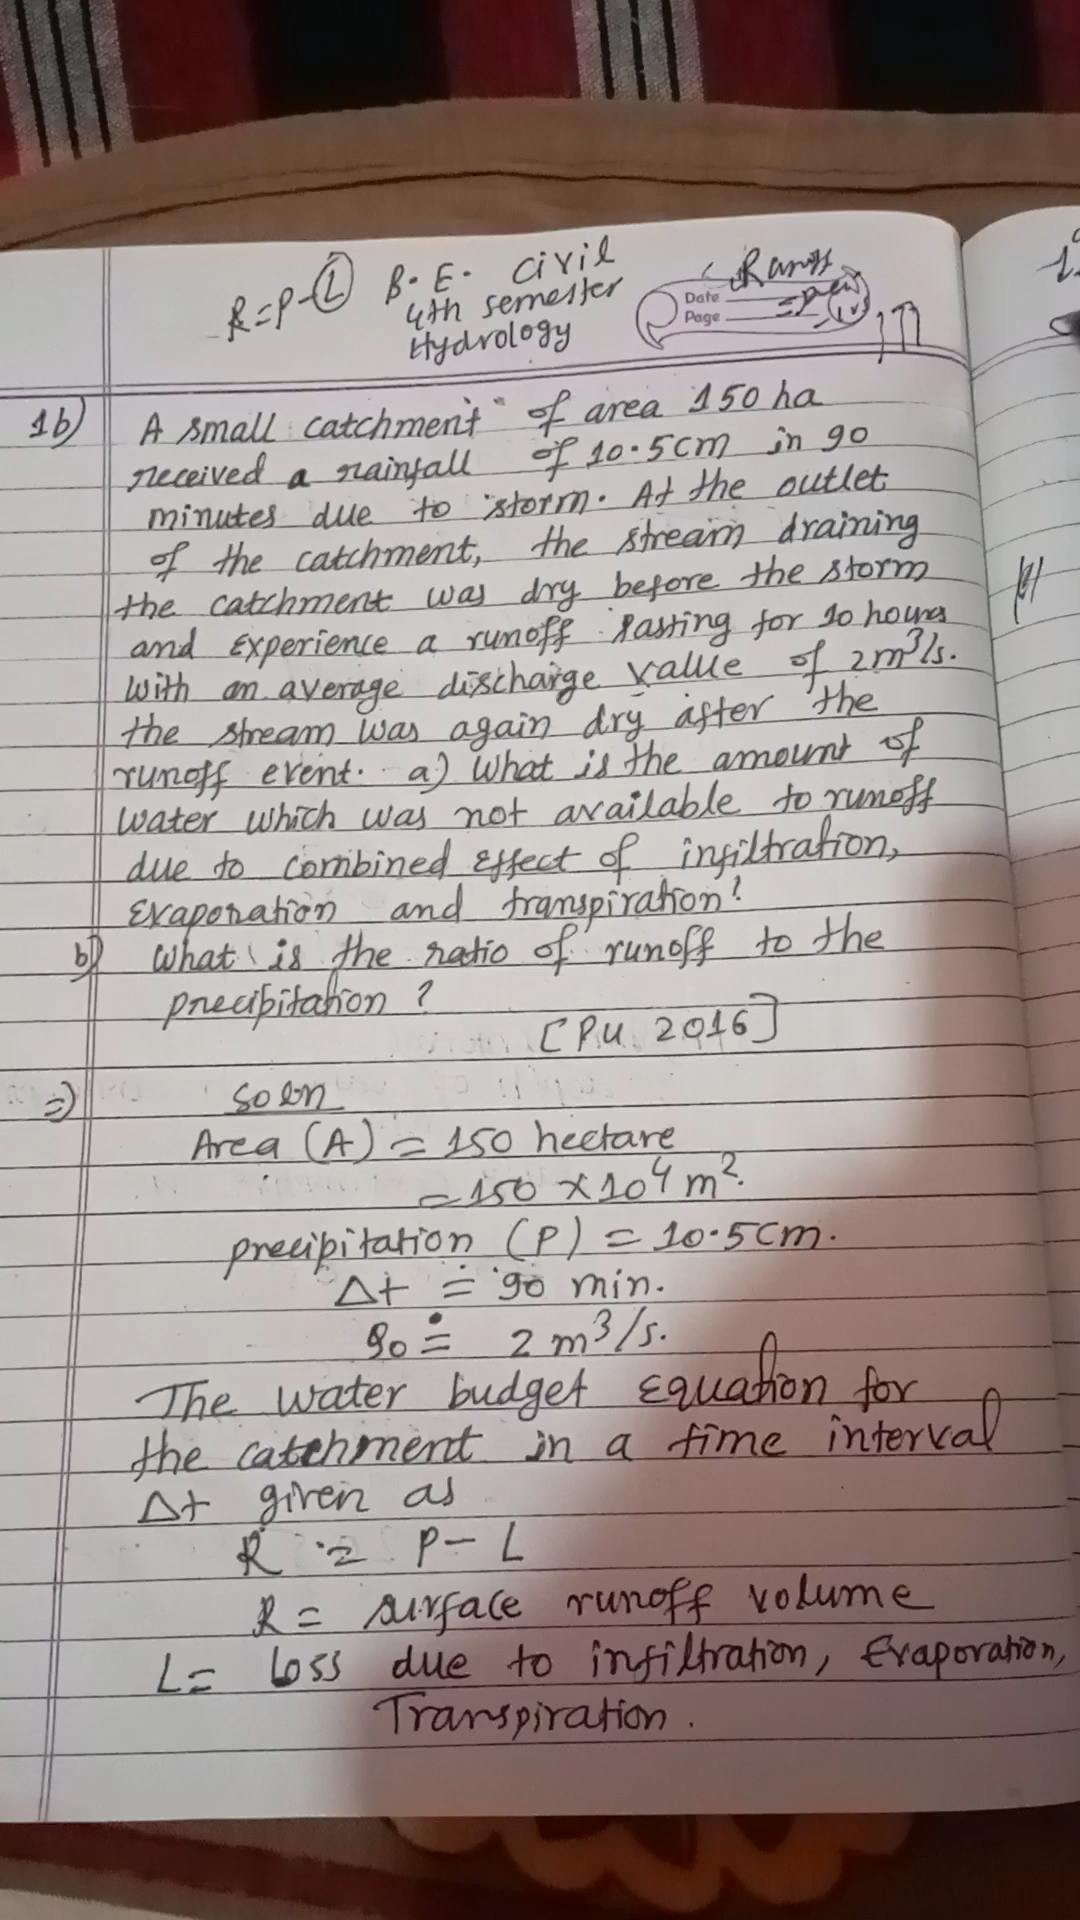 R=P-L
B.E. Civil
4th semester
Hydrology
Date
Page
1b) A small catchment of area 150 ha
received a rainfall of 10.5cm in 90
minutes due to storm. At the outlet
of the catchment, the stream draining
the catchment was dry before the storm
and Experience a runoff lasting for 10 hours
with an average discharge value of 2m³/s.
the stream was again dry after the
runoff event. a) What is the amount of
water which was not available to runoff
due to combined Effect of infiltration,
Evaporation and transpiration?
b) what is the ratio of runoff to the
precipitation?
[PU 2016]
=) soln
Area (A) = 150 hectare
= 150 × 10⁴ m².
precipitation (P) = 10.5cm.
Δt = 90 min.
= 2 m³/s.
The water budget Equation for
the catchment in a time interval
Δt given as
R = P - L
R = surface runoff volume
L = Loss due to infiltration, Evaporation,
Transpiration.